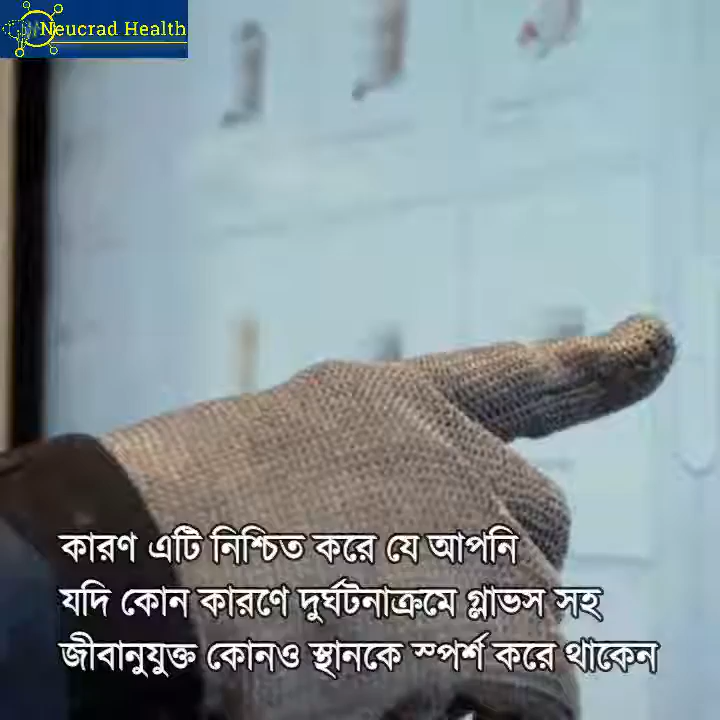 Neucrad Health
কারণ এটি নিশ্চিত করে যে আপনি
যদি কোন কারণে দুর্ঘটনাক্রমে গ্লাভস সহ
জীবানুযুক্ত কোনও স্থানকে স্পর্শ করে থাকেন